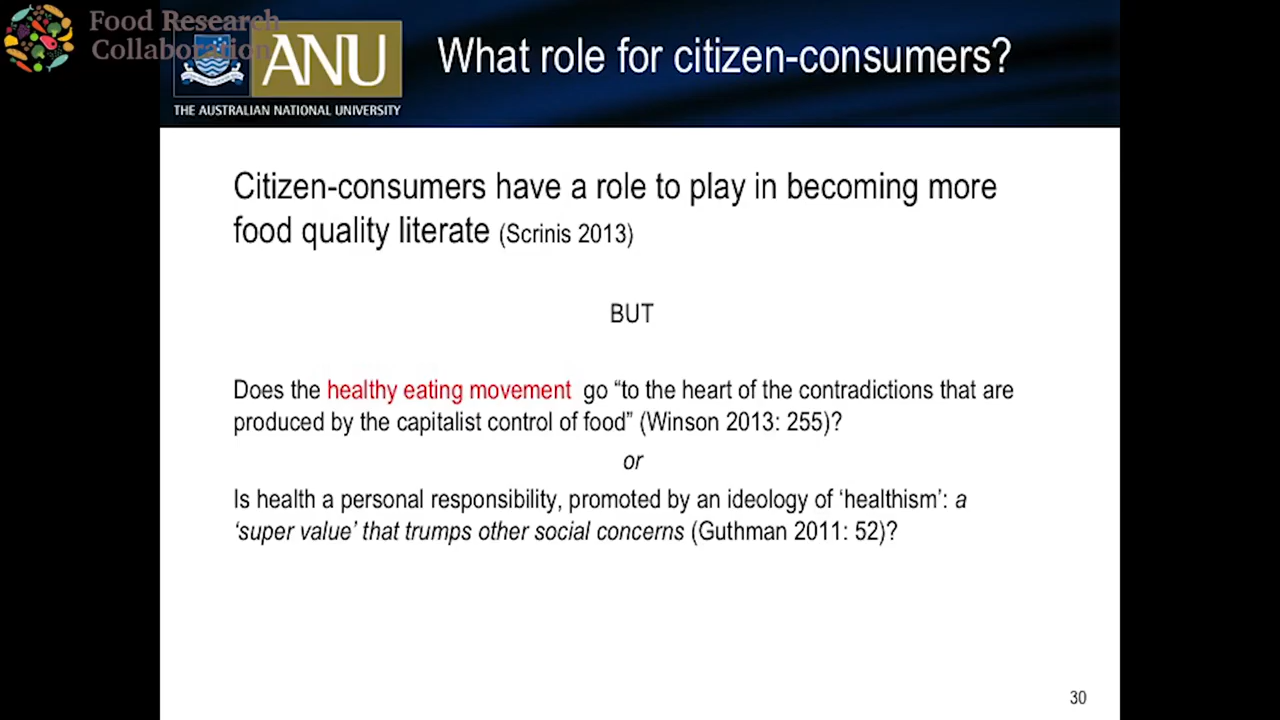 Food Research
Collaboration
ANU
THE AUSTRALIAN NATIONAL UNIVERSITY
What role for citizen-consumers?
Citizen-consumers have a role to play in becoming more
food quality literate (Scrinis 2013)
BUT
Does the healthy eating movement go “to the heart of the contradictions that are
produced by the capitalist control of food” (Winson 2013: 255)?
or
Is health a personal responsibility, promoted by an ideology of ‘healthism’: a
‘super value’ that trumps other social concerns (Guthman 2011: 52)?
30